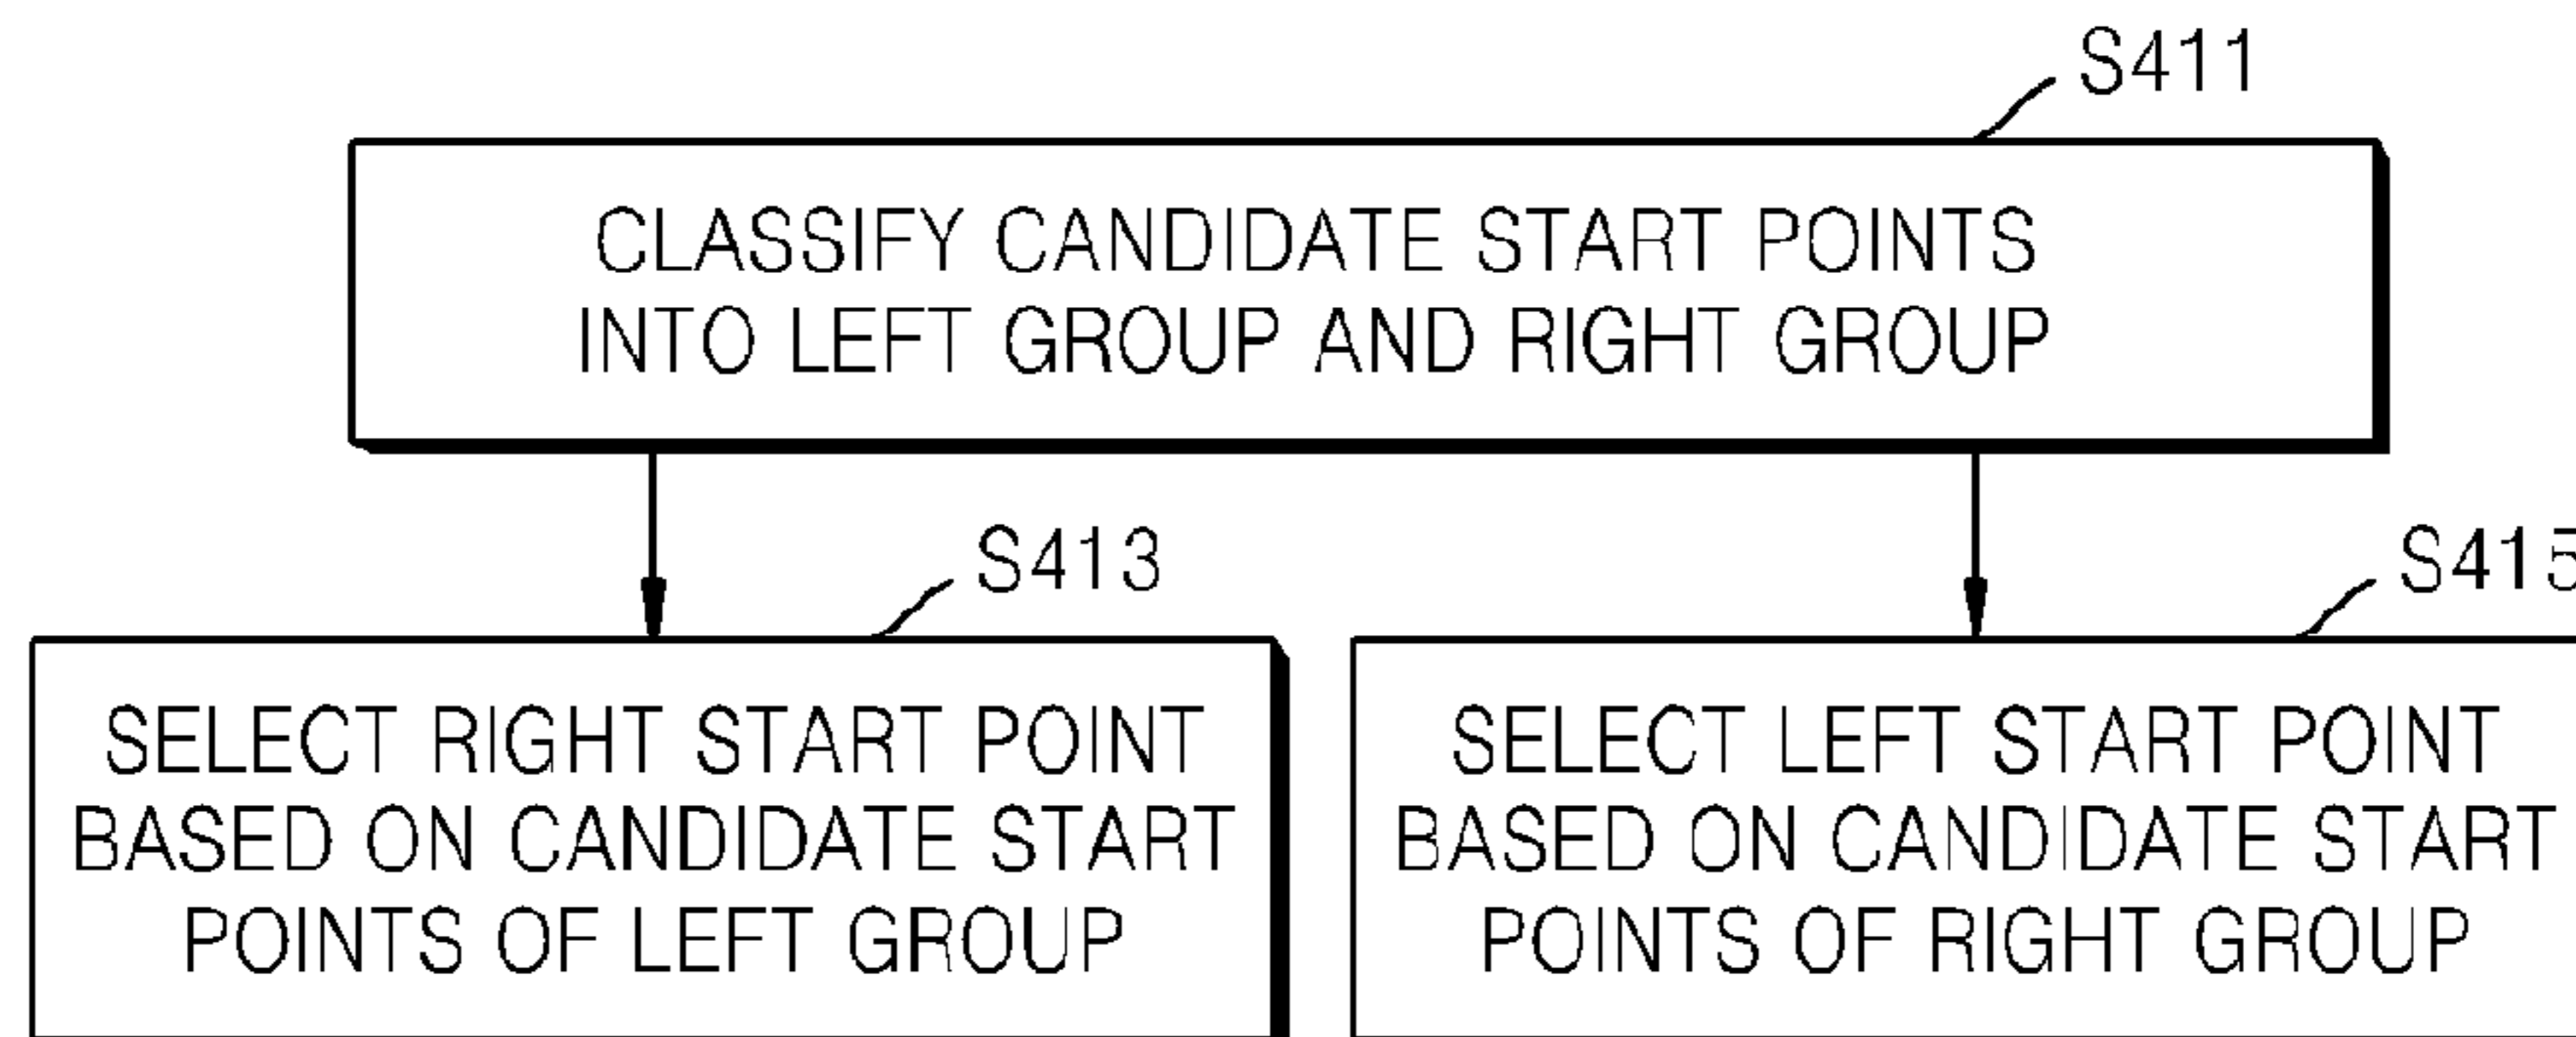 S411
CLASSIFY CANDIDATE START POINTS
INTO LEFT GROUP AND RIGHT GROUP
S413
SELECT RIGHT START POINT
BASED ON CANDIDATE START
POINTS OF LEFT GROUP
S415
SELECT LEFT START POINT
BASED ON CANDIDATE START
POINTS OF RIGHT GROUP